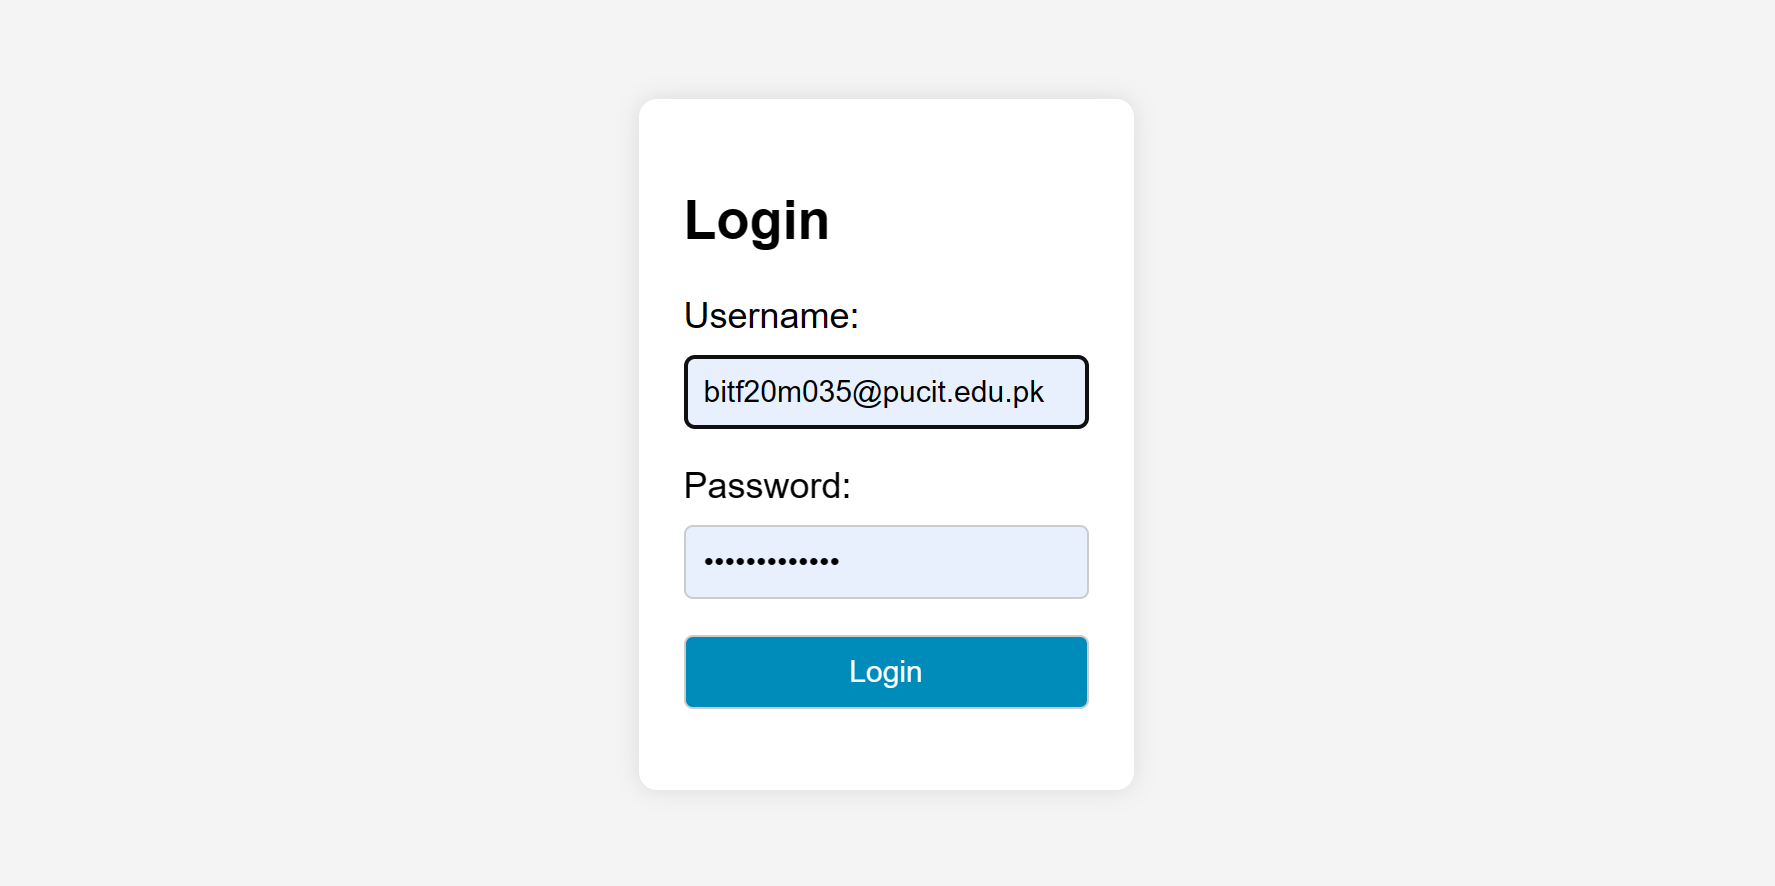 Login
Username:
bitf20m035@pucit.edu.pk
Password:
•••••••••••••
Login